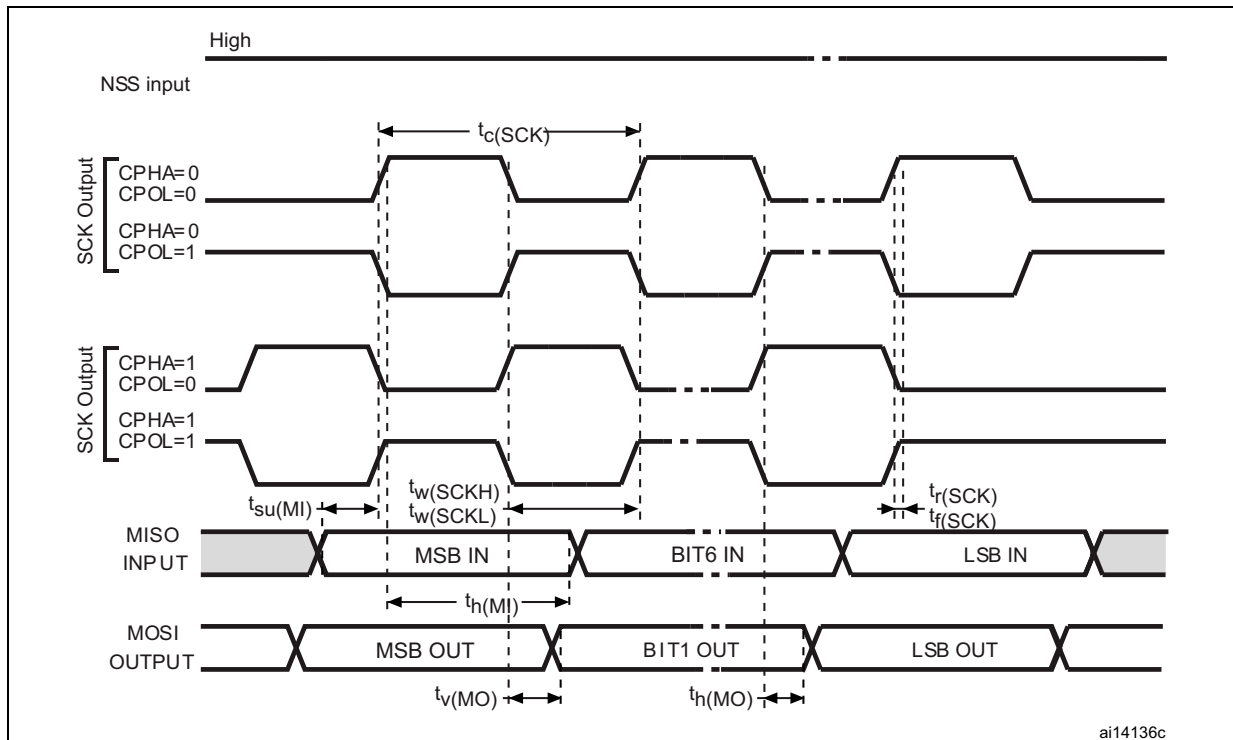 High
NSS input
tc(SCK)
SCK Output
CPHA=0
CPOL=0
CPHA=0
CPOL=1
SCK Output
CPHA=1
CPOL=0
CPHA=1
CPOL=1
tsu(MI)
tw(SCKH)
tw(SCKL)
tr(SCK)
tf(SCK)
MISO
INPUT
MSB IN
BIT6 IN
LSB IN
th(MI)
MOSI
OUTPUT
MSB OUT
BIT1 OUT
LSB OUT
tv(MO)
th(MO)
ai14136c